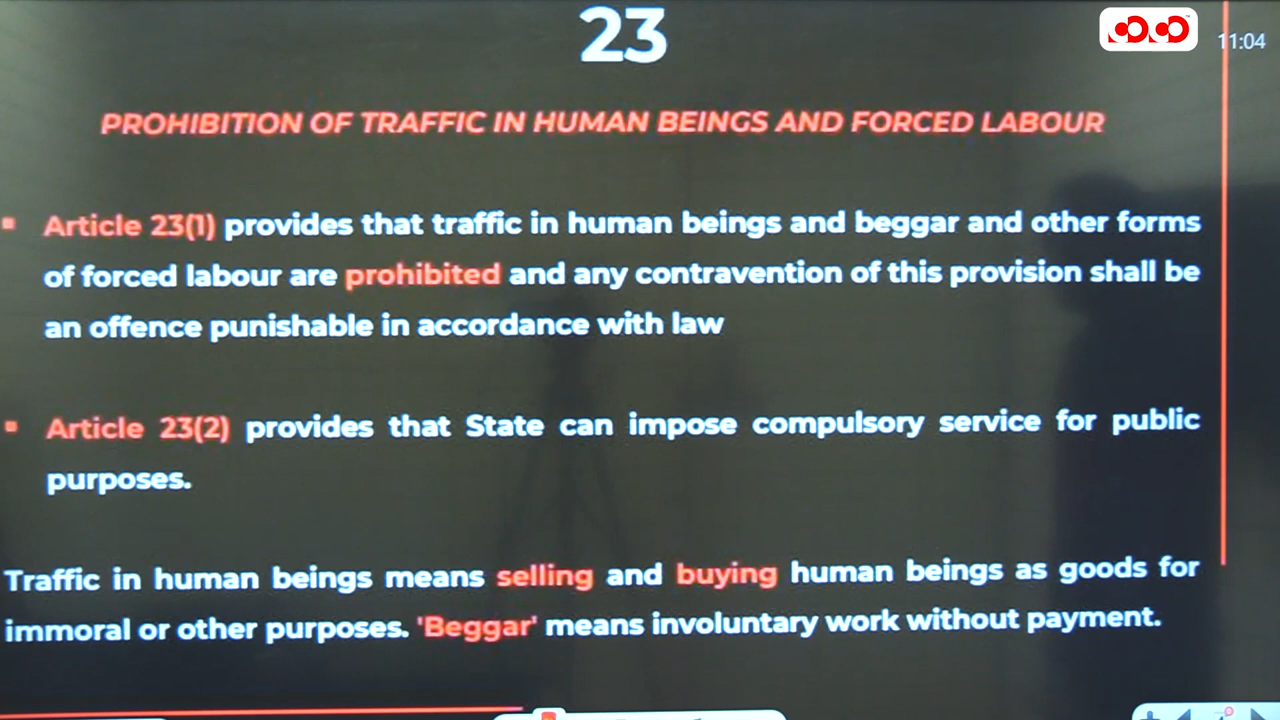 23
11:04
PROHIBITION OF TRAFFIC IN HUMAN BEINGS AND FORCED LABOUR
▪ Article 23(1) provides that traffic in human beings and beggar and other forms
of forced labour are prohibited and any contravention of this provision shall be
an offence punishable in accordance with law
▪ Article 23(2) provides that State can impose compulsory service for public
purposes.
Traffic in human beings means selling and buying human beings as goods for
immoral or other purposes. 'Beggar' means involuntary work without payment.